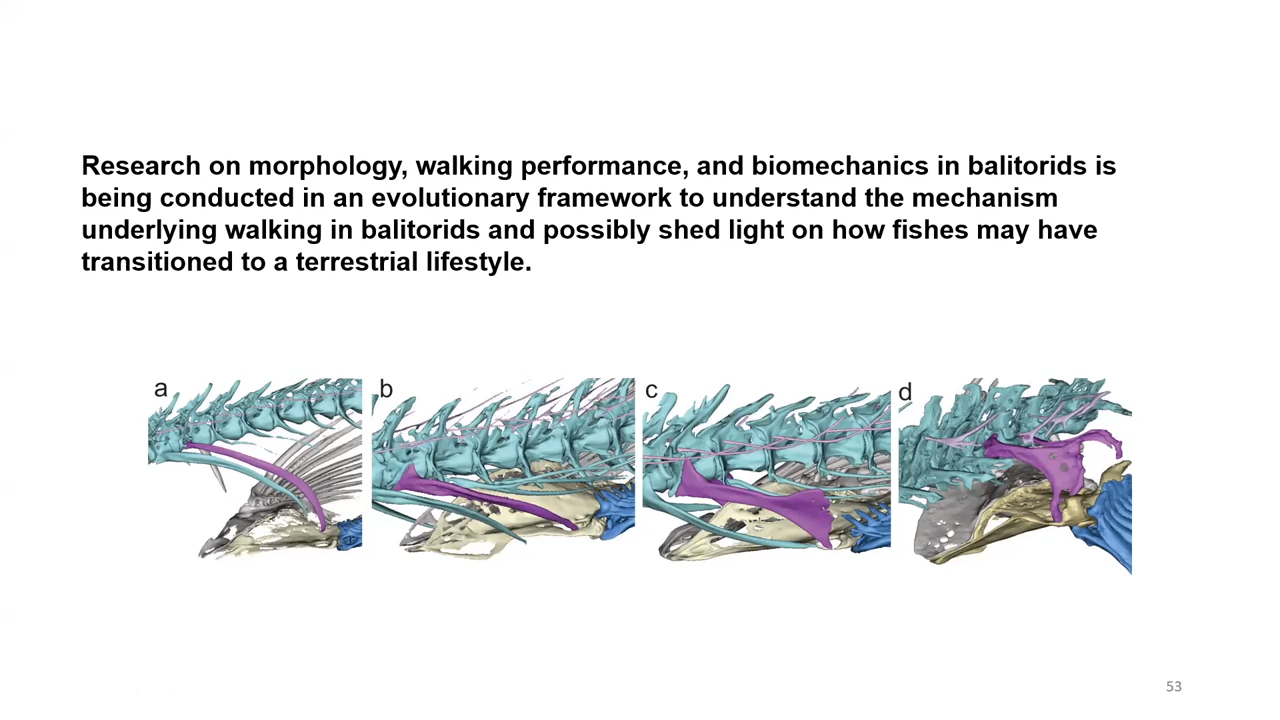 Research on morphology, walking performance, and biomechanics in balitorids is
being conducted in an evolutionary framework to understand the mechanism
underlying walking in balitorids and possibly shed light on how fishes may have
transitioned to a terrestrial lifestyle.
a
b
c
d
53